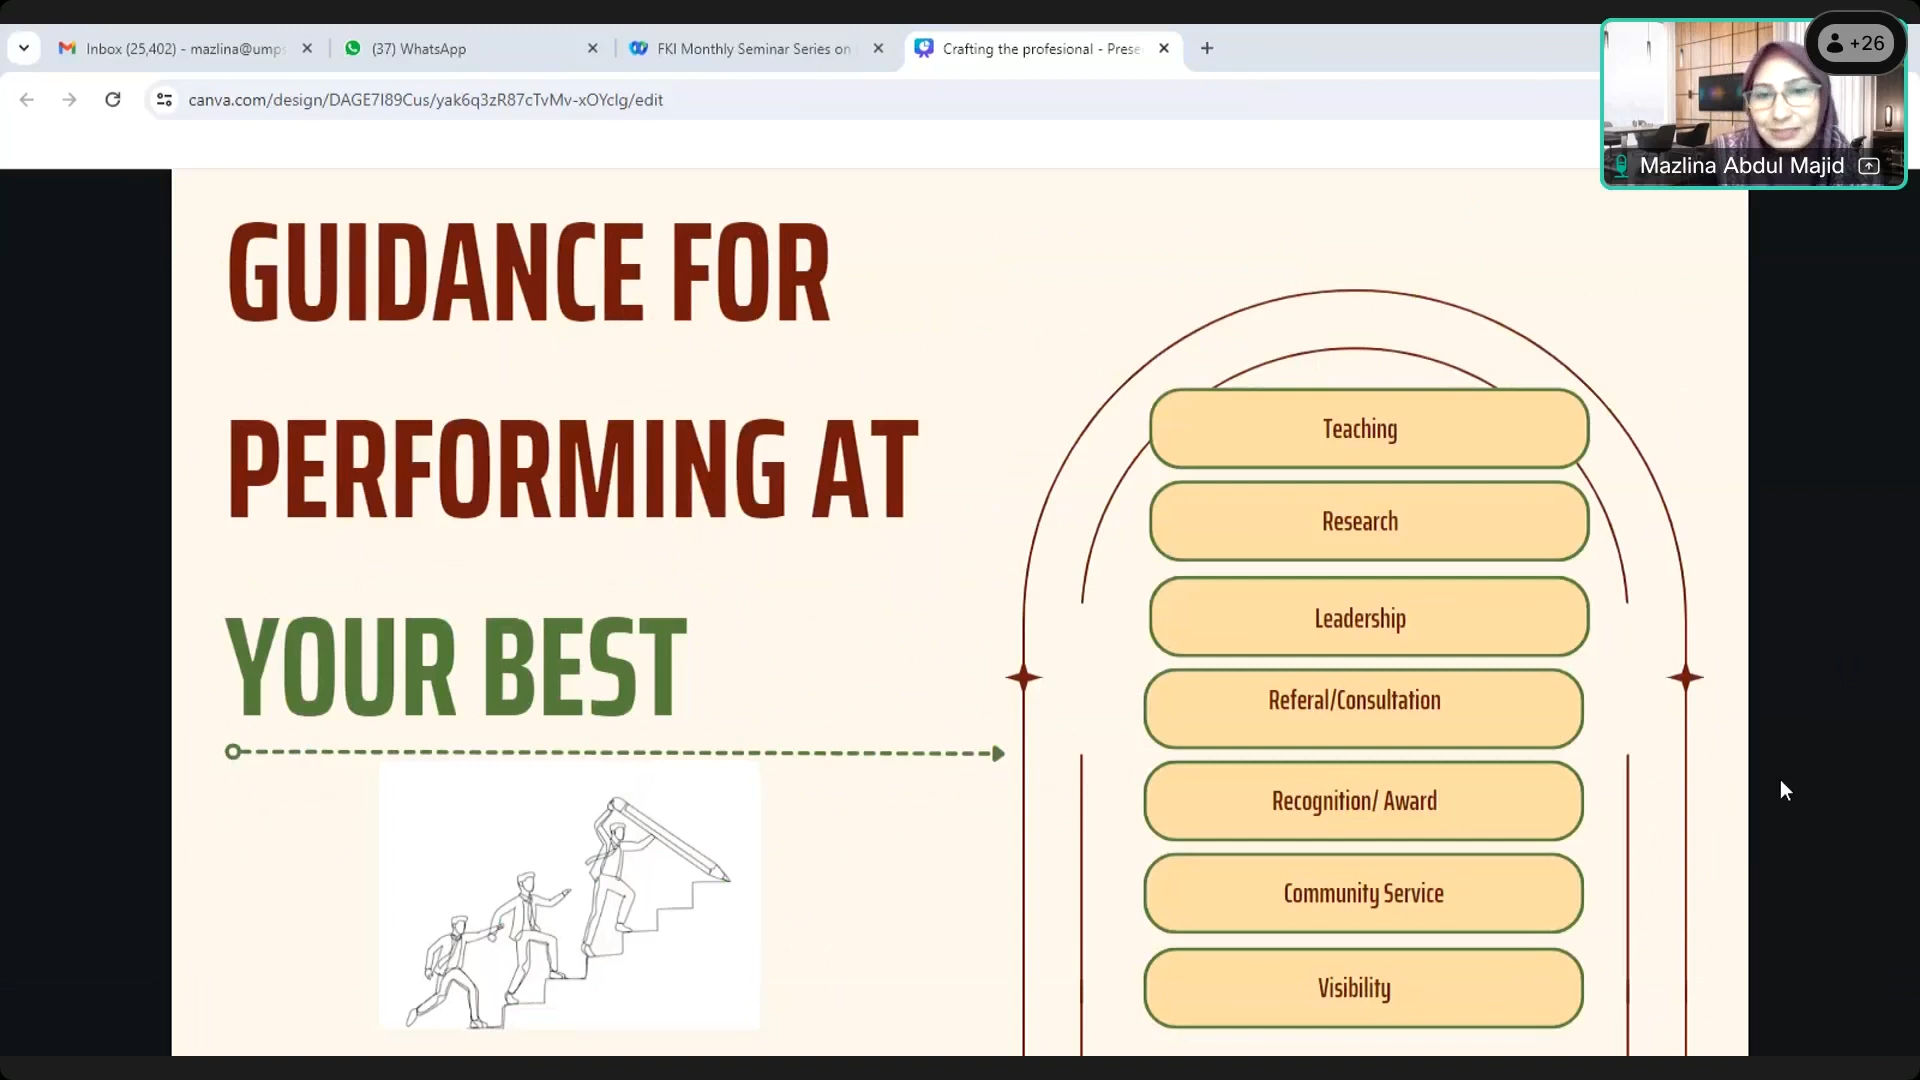 Inbox (25,402) - mazlina@umps
(37) WhatsApp
FKI Monthly Seminar Series on
Crafting the profesional - Prese
+26
canva.com/design/DAGE7I89Cus/yak6q3zR87cTvMv-xOYcIg/edit
Mazlina Abdul Majid
GUIDANCE FOR
PERFORMING AT
YOUR BEST
Teaching
Research
Leadership
Referal/Consultation
Recognition/ Award
Community Service
Visibility